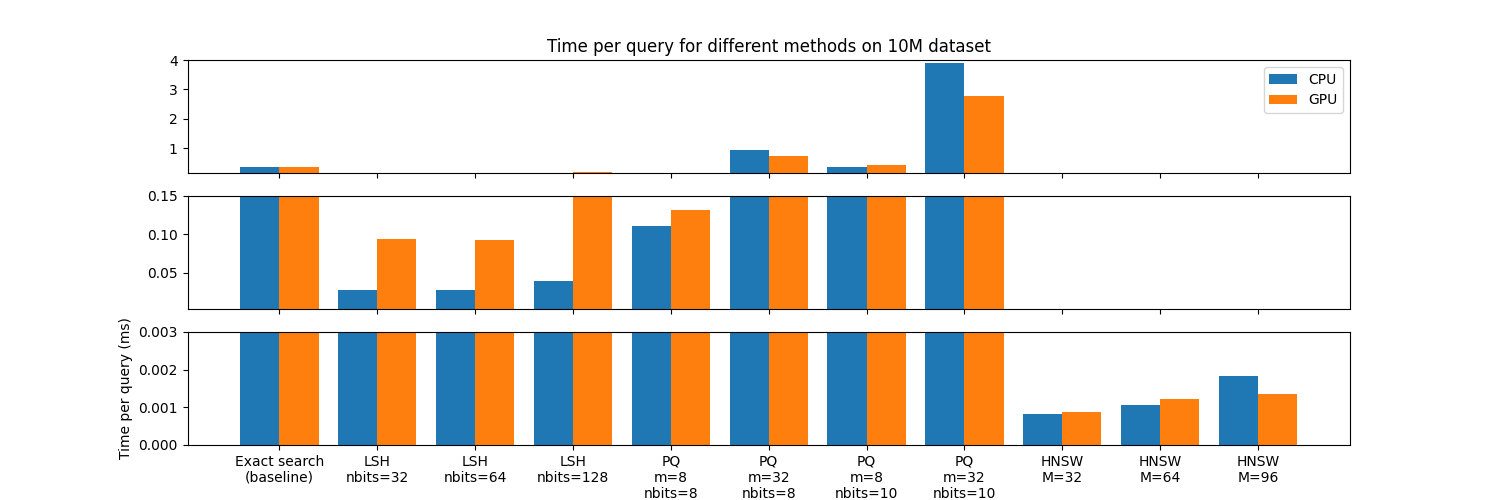 Time per query for different methods on 10M dataset
4
3
2
1
CPU
GPU
0.15
0.10
0.05
Time per query (ms)
0.003
0.002
0.001
0.000
Exact search LSH LSH LSH PQ PQ PQ PQ HNSW HNSW HNSW
(baseline) nbits=32 nbits=64 nbits=128 m=8 m=32 m=8 m=32 M=32 M=64 M=96
nbits=8 nbits=8 nbits=10 nbits=10